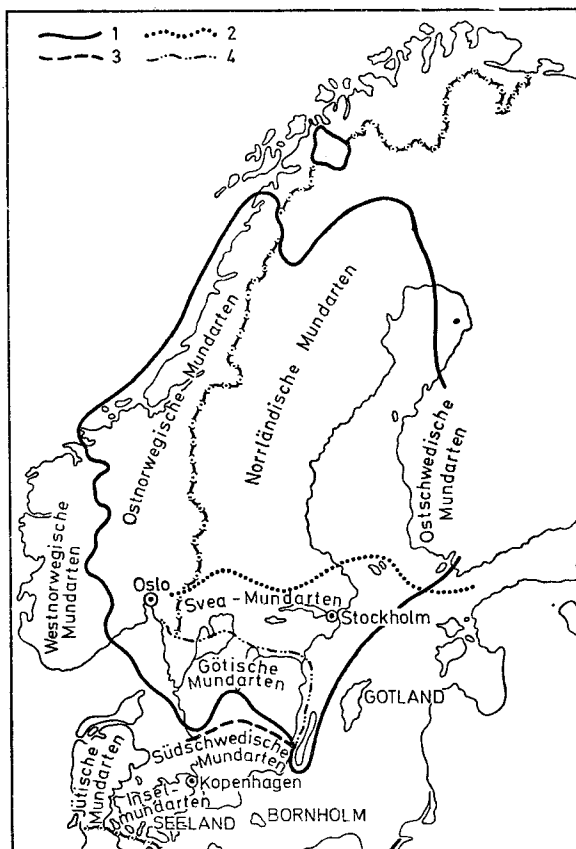 1 2
3 4
Ostnorwegische Mundarten
Norrländische Mundarten
Ostschwedische
Mundarten
Westnorwegische
Mundarten
Oslo
Svea-Mundarten
Stockholm
Götische
Mundarten
GOTLAND
Südschwedische
Mundarten
Jütische
Mundarten
Insel-
mundarten
Kopenhagen
SEELAND
BORNHOLM